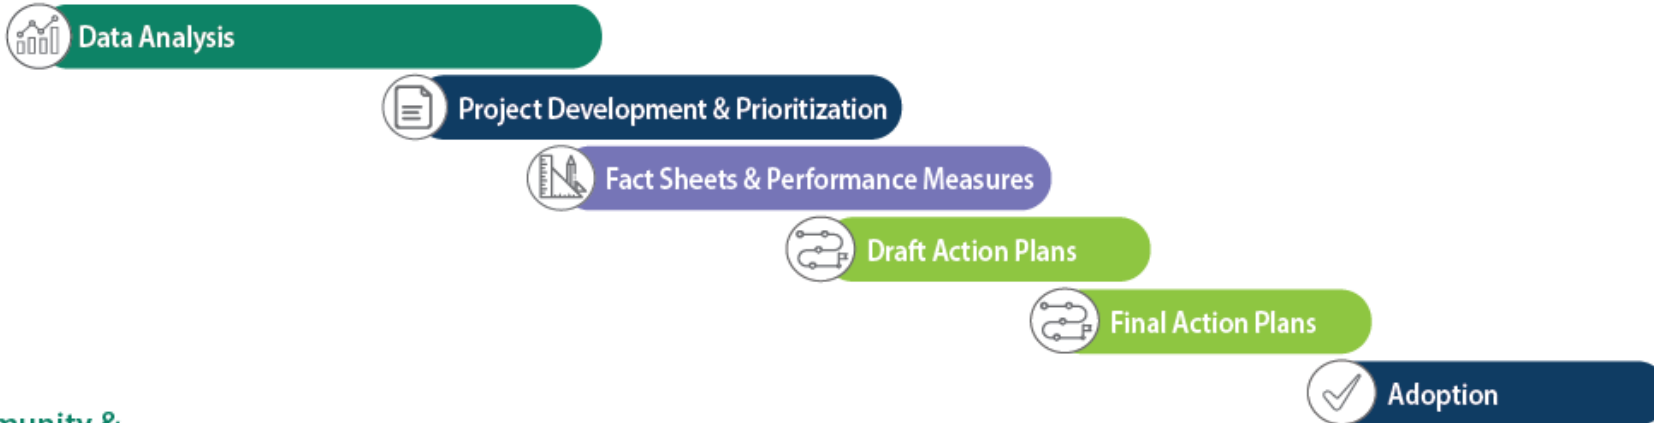 Data Analysis
Project Development & Prioritization
Fact Sheets & Performance Measures
Draft Action Plans
Final Action Plans
Adoption
&